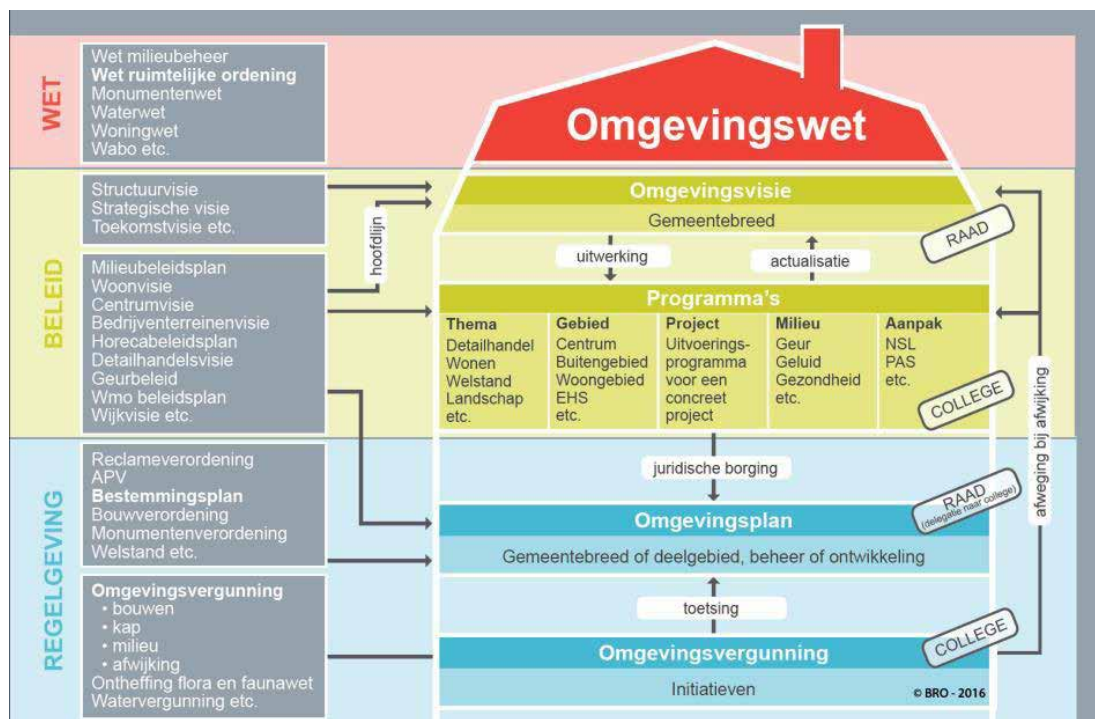 WET
Wet milieubeheer
Wet ruimtelijke ordening
Monumentenwet
Waterwet
Woningwet
Wabo etc.
Omgevingswet
BELEID
Structuurvisie
Strategische visie
Toekomstvisie etc.
hoofdlijn
Milieubeleidsplan
Woonvisie
Centrumvisie
Bedrijventerreinenvisie
Horecabeleidsplan
Detailhandelsvisie
Geurbeleid
Wmo beleidsplan
Wijkvisie etc.
Omgevingsvisie
Gemeentebreed
RAAD
uitwerking
actualisatie
Programma's
Thema
Detailhandel
Wonen
Welstand
Landschap
etc.
Gebied
Centrum
Buitengebied
Woongebied
EHS
etc.
Project
Uitvoerings-
programma
voor een
concreet
project
Milieu
Geur
Geluid
Gezondheid
etc.
Aanpak
NSL
PAS
etc.
COLLEGE
afweging bij afwijking
REGELGEVING
Reclameverordening
APV
Bestemmingsplan
Bouwverordening
Monumentenverordening
Welstand etc.
Omgevingsvergunning
• bouwen
• kap
• milieu
• afwijking
Ontheffing flora en faunawet
Watervergunning etc.
juridische borging
RAAD
(delegatie naar college)
Omgevingsplan
Gemeentebreed of deelgebied, beheer of ontwikkeling
toetsing
COLLEGE
Omgevingsvergunning
Initiatieven
© BRO - 2016